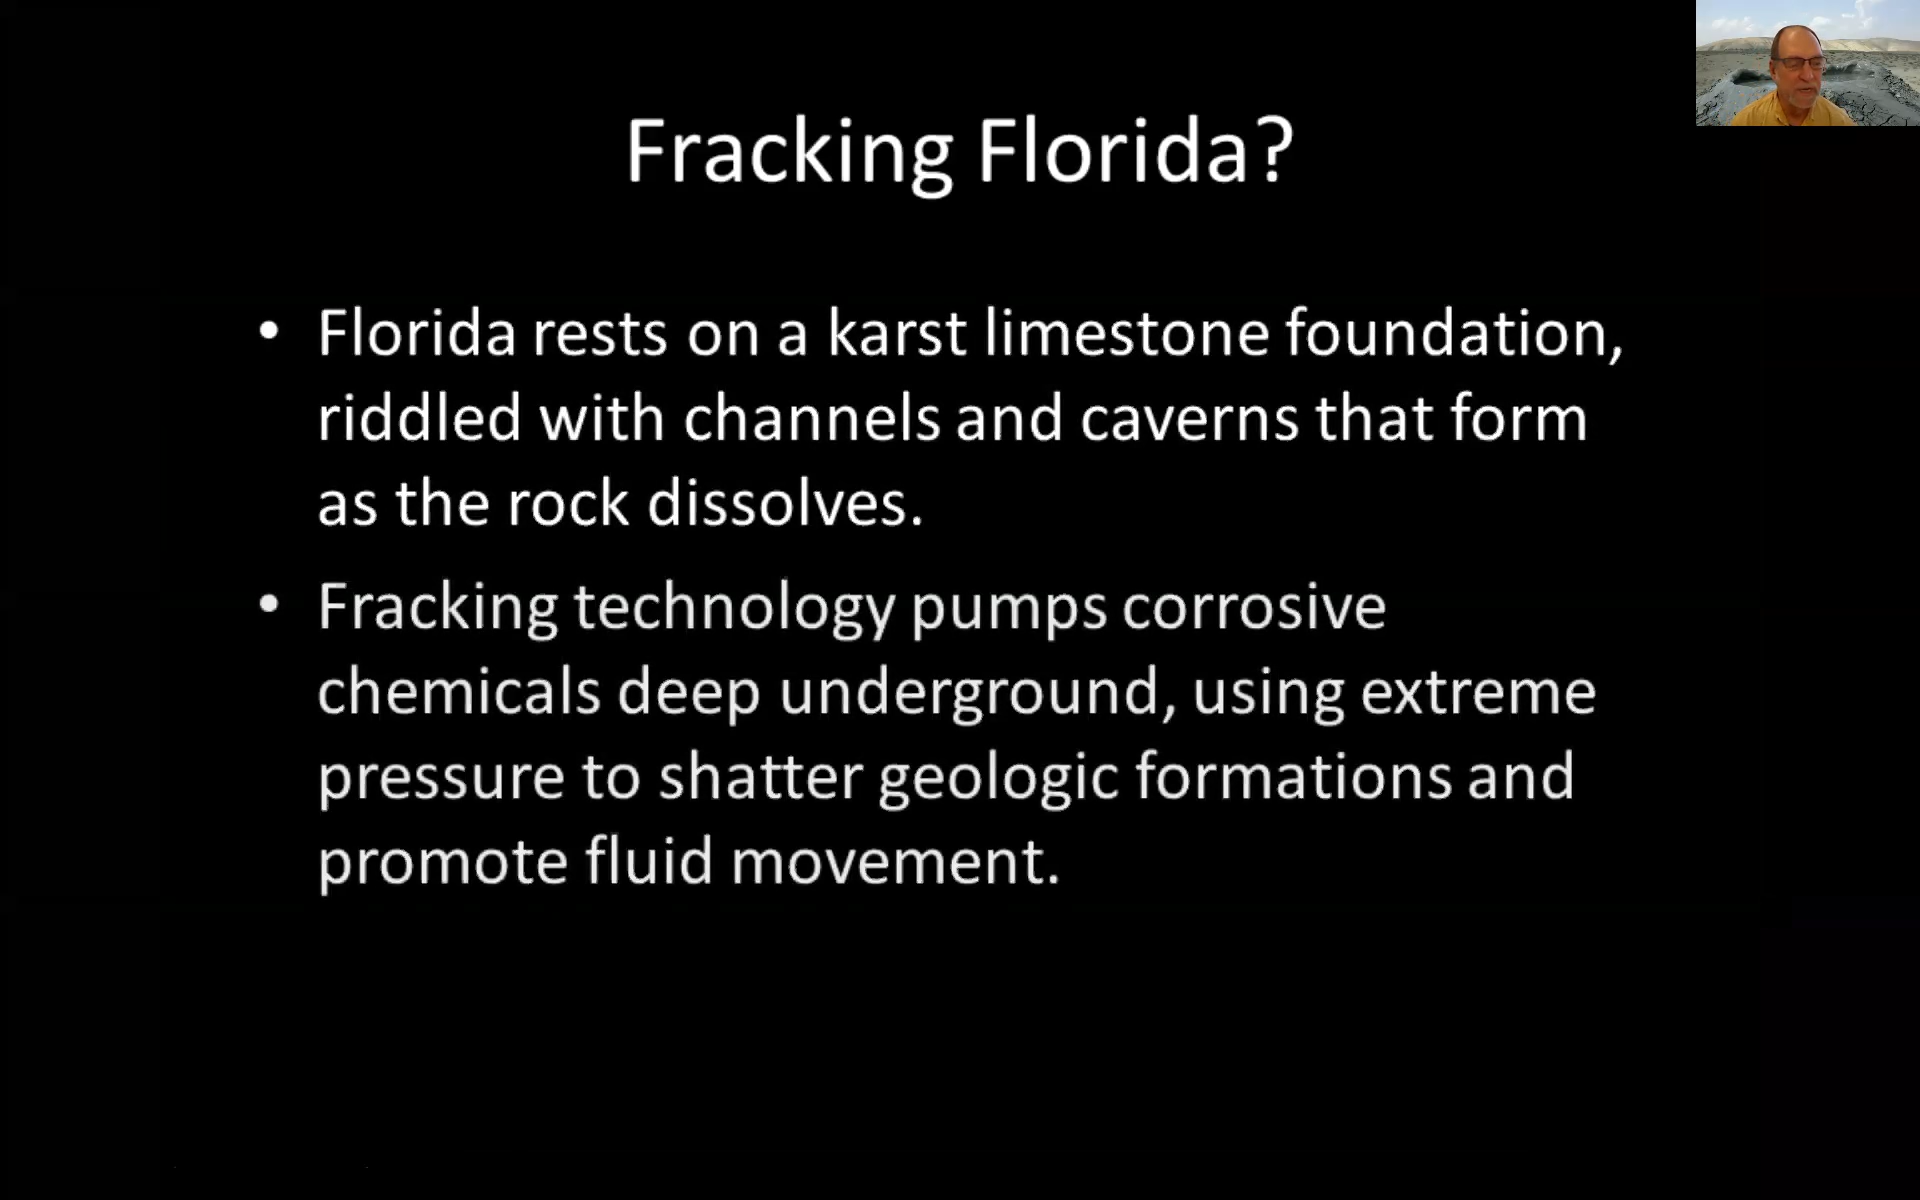 Fracking Florida?
• Florida rests on a karst limestone foundation,
riddled with channels and caverns that form
as the rock dissolves.
• Fracking technology pumps corrosive
chemicals deep underground, using extreme
pressure to shatter geologic formations and
promote fluid movement.